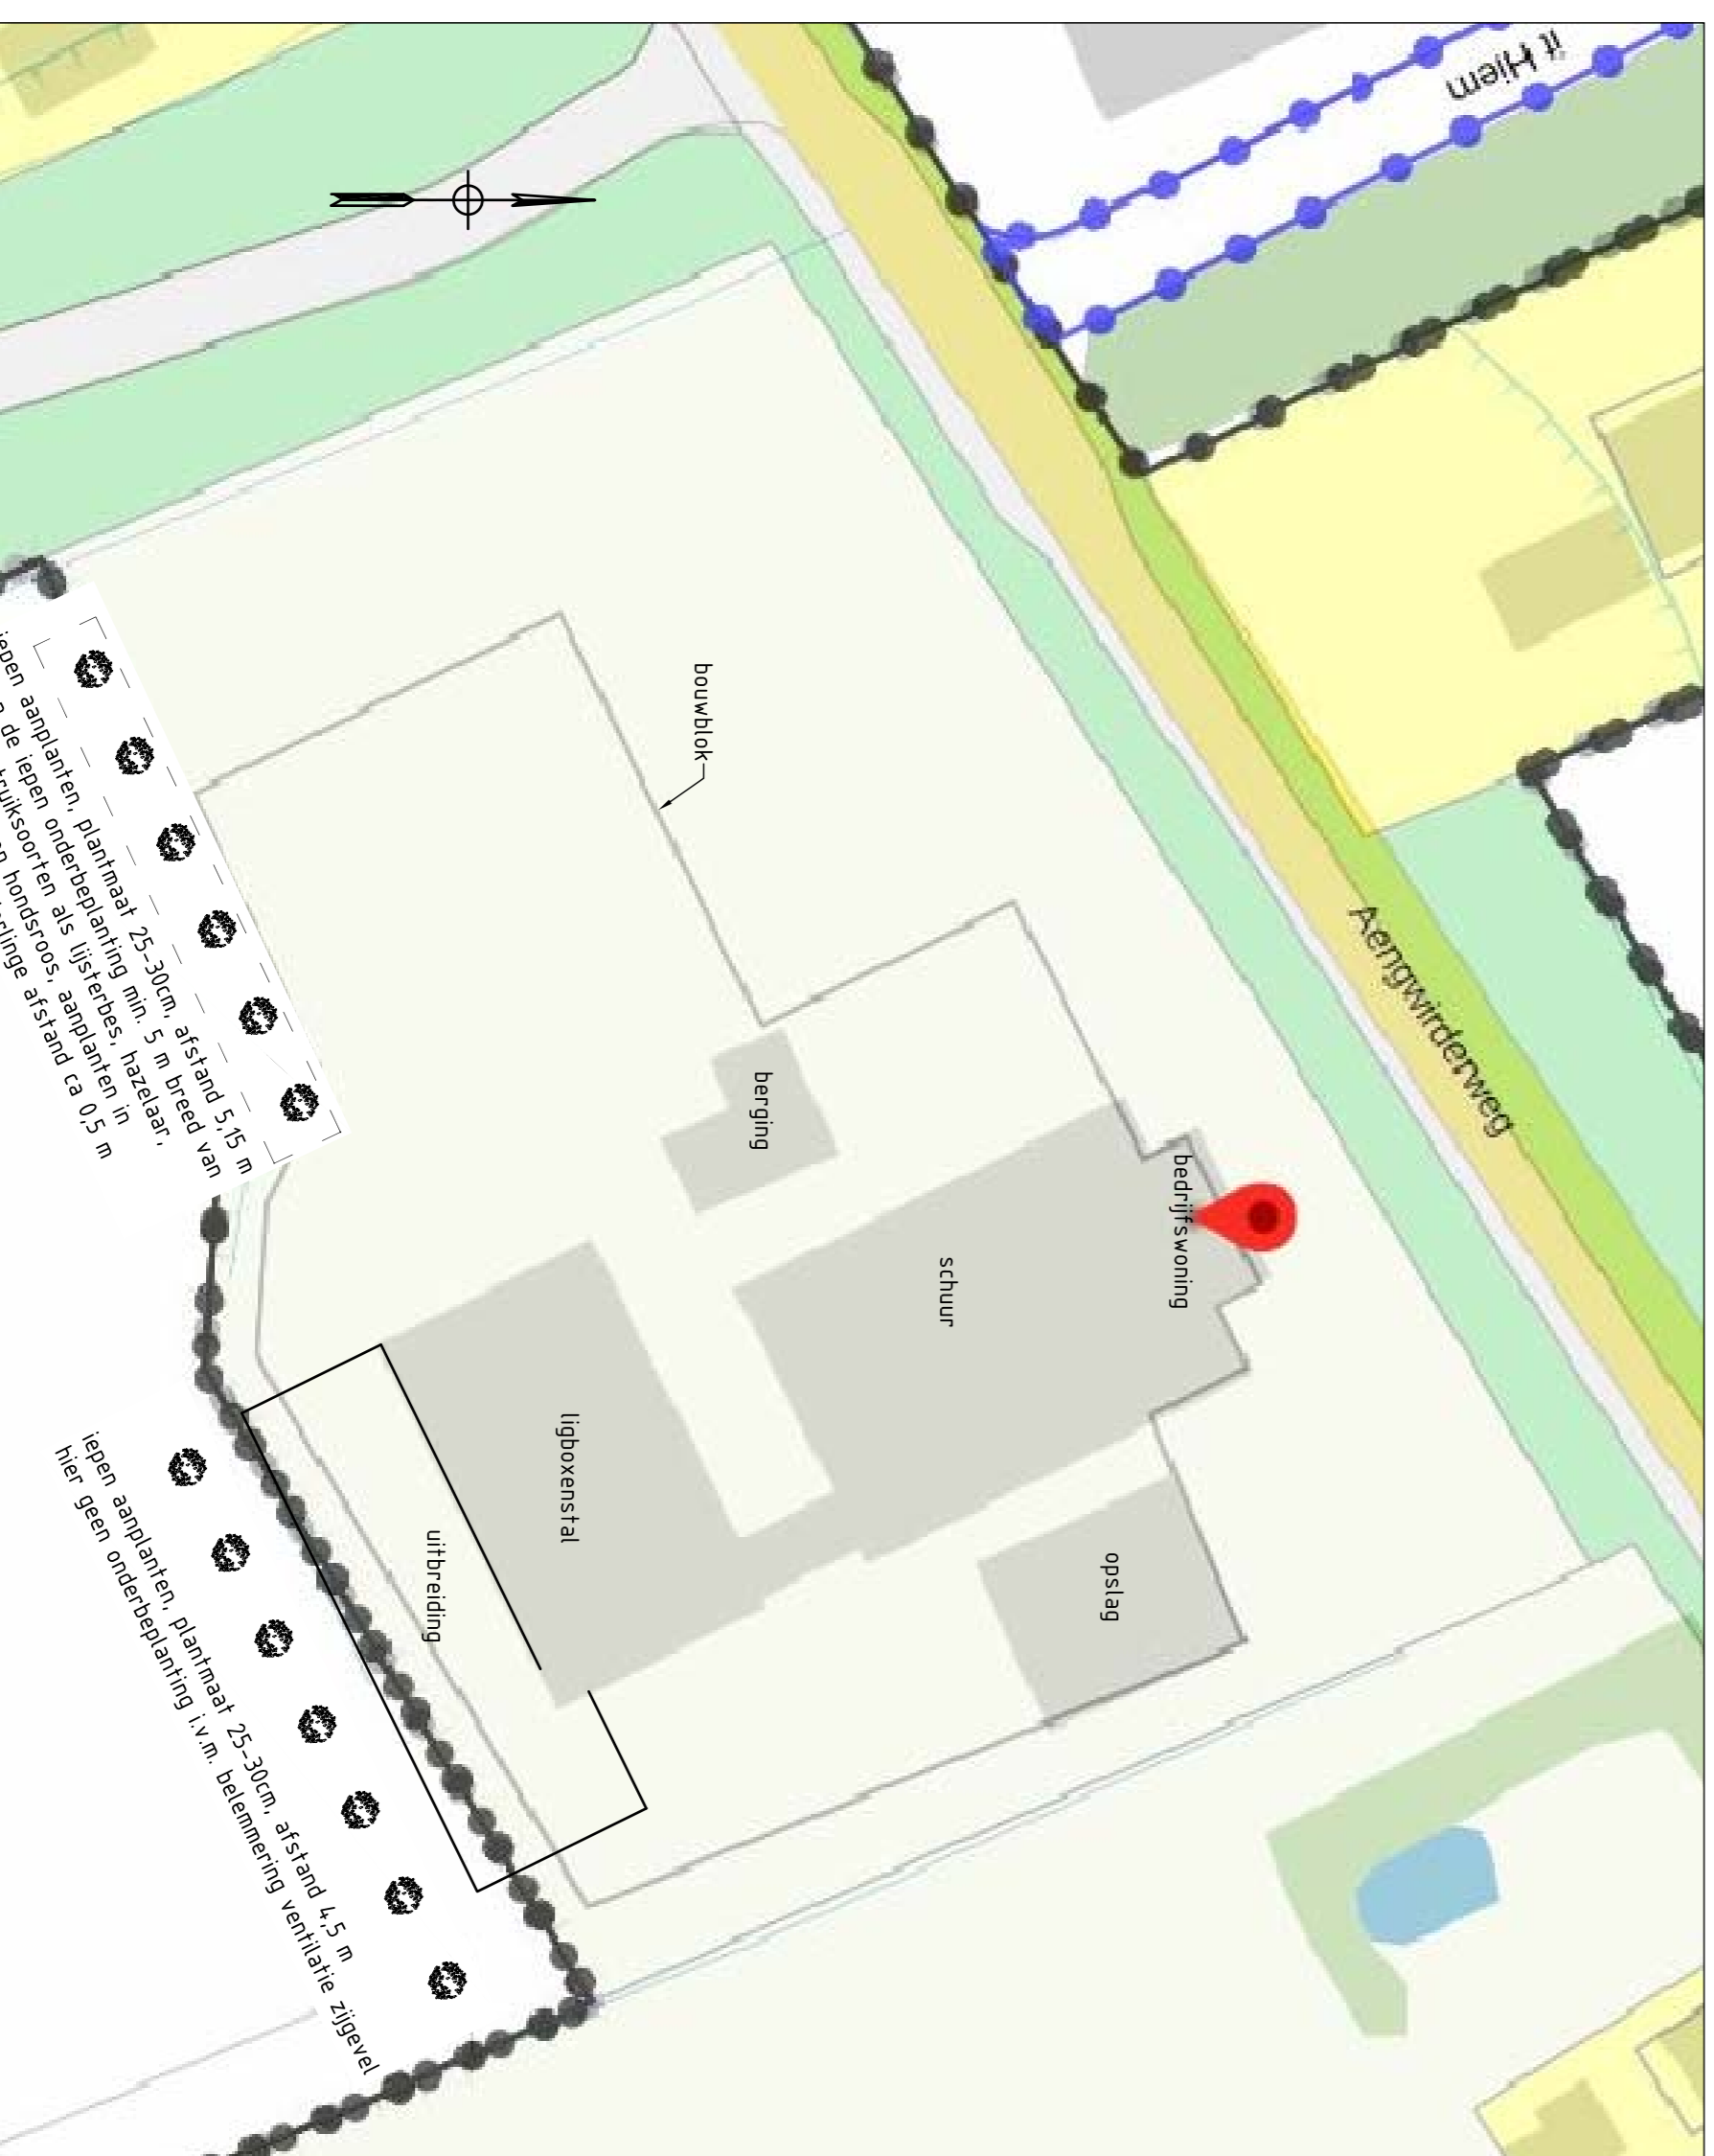 it Hiem
Aengwirderweg
bouwblok
berging
bedrijfswoning
schuur
opslag
ligboxenstal
uitbreiding
iepen aanplanten, plantmaat 25-30cm, afstand 5,15 m
de iepen onderbeplanting min. 5 m breed van
als lijsterbes, hazelaar,
hondsroos, aanplanten in
afstand ca 0,5 m
iepen aanplanten, plantmaat 25-30cm, afstand 4,5 m
hier geen onderbeplanting i.v.m. belemmering ventilatie zijgevel